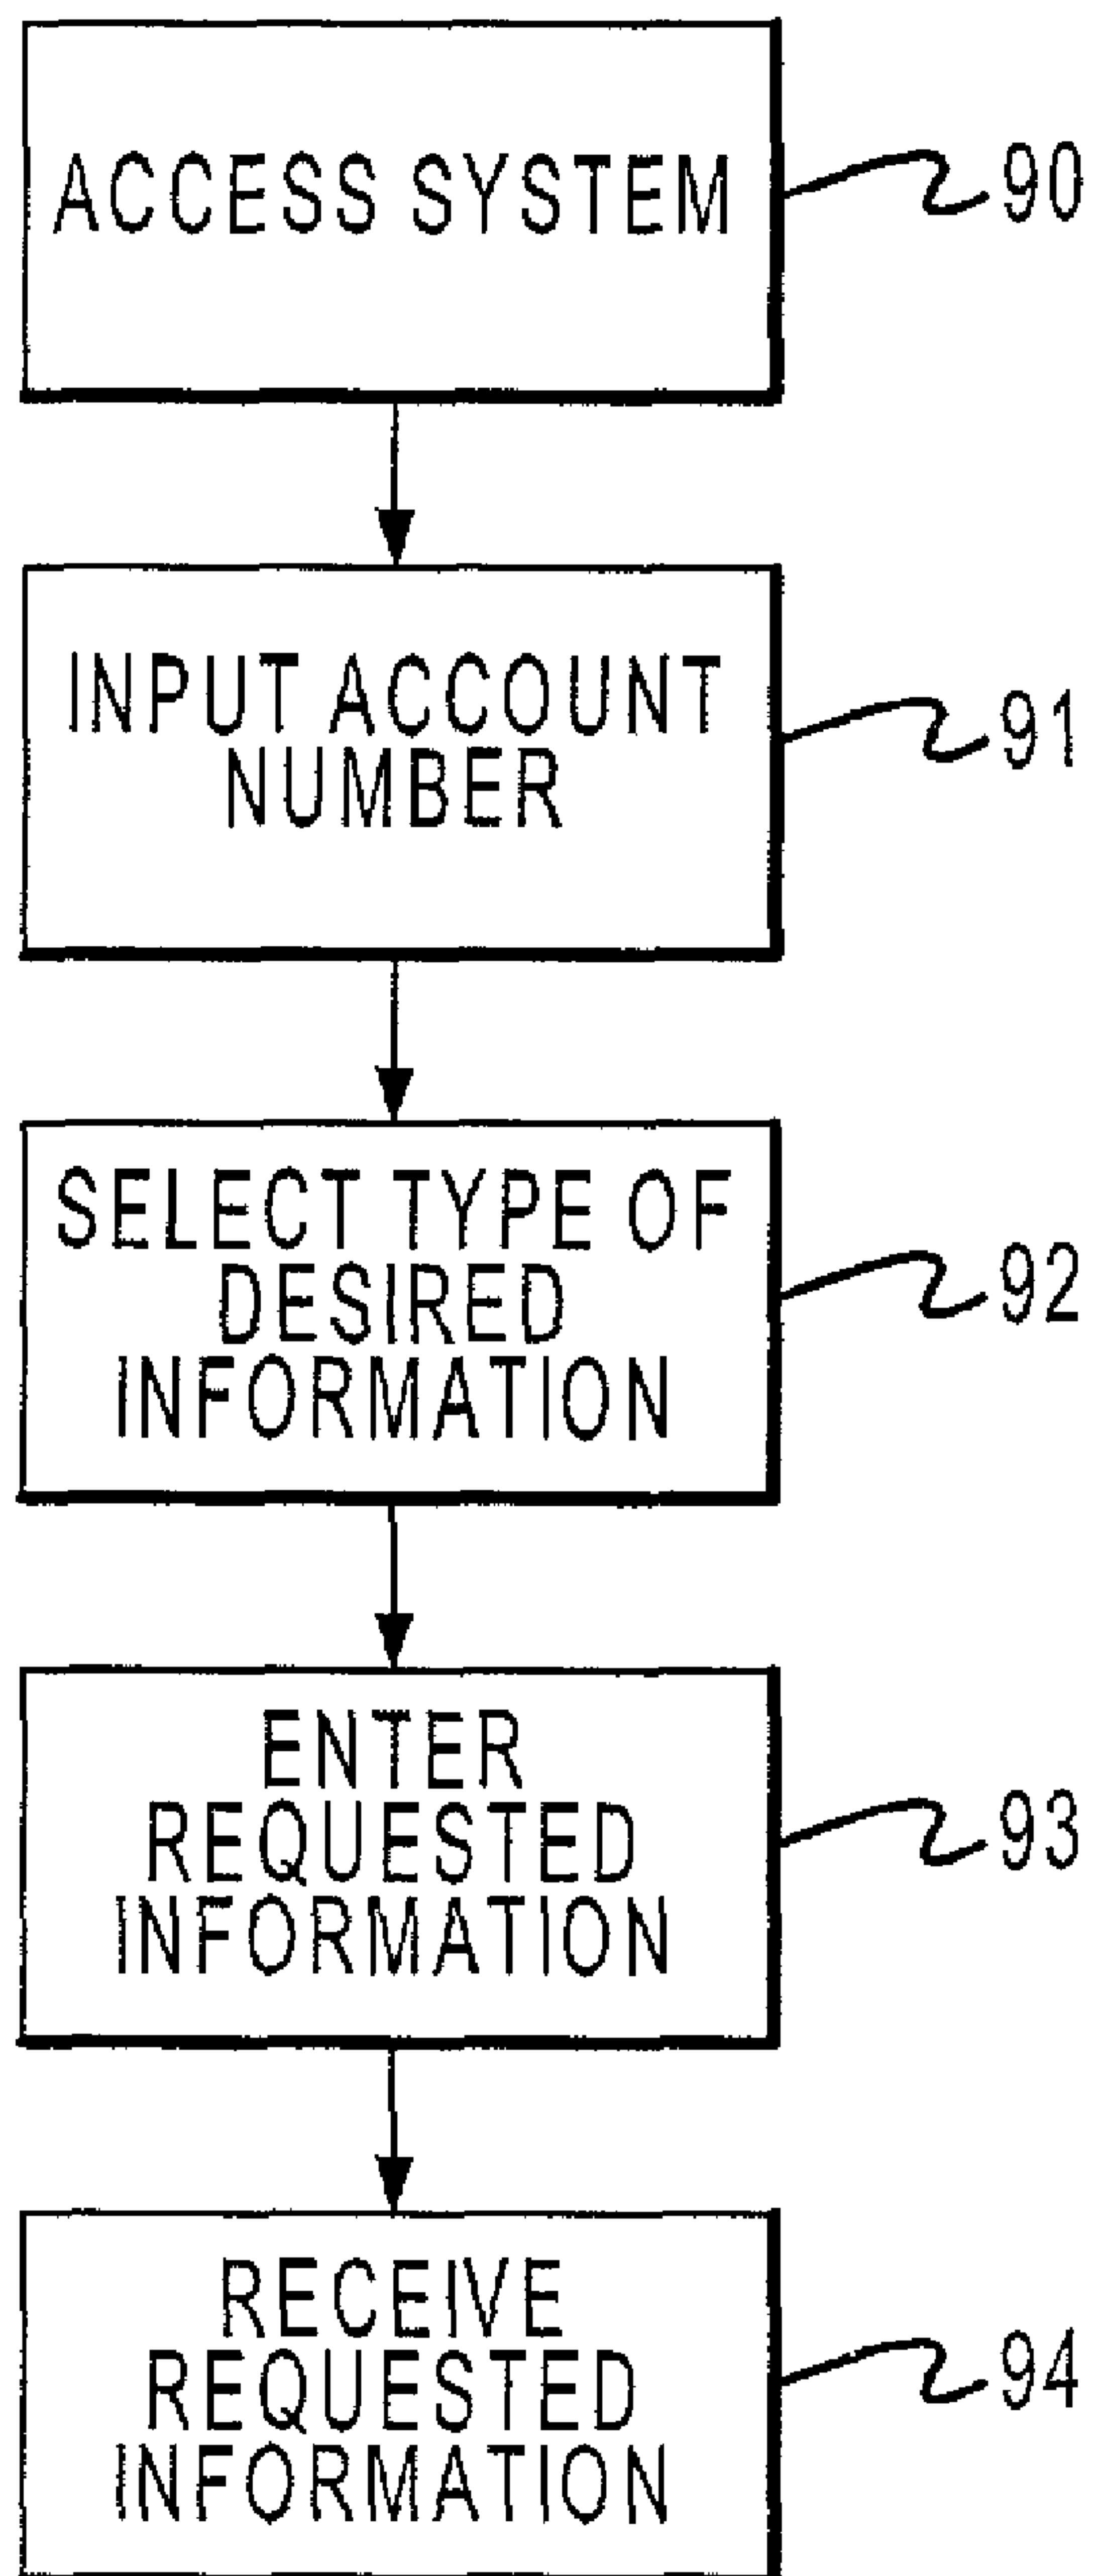 ACCESS SYSTEM
90
INPUT ACCOUNT
NUMBER
91
SELECT TYPE OF
DESIRED
INFORMATION
92
ENTER
REQUESTED
INFORMATION
93
RECEIVE
REQUESTED
INFORMATION
94